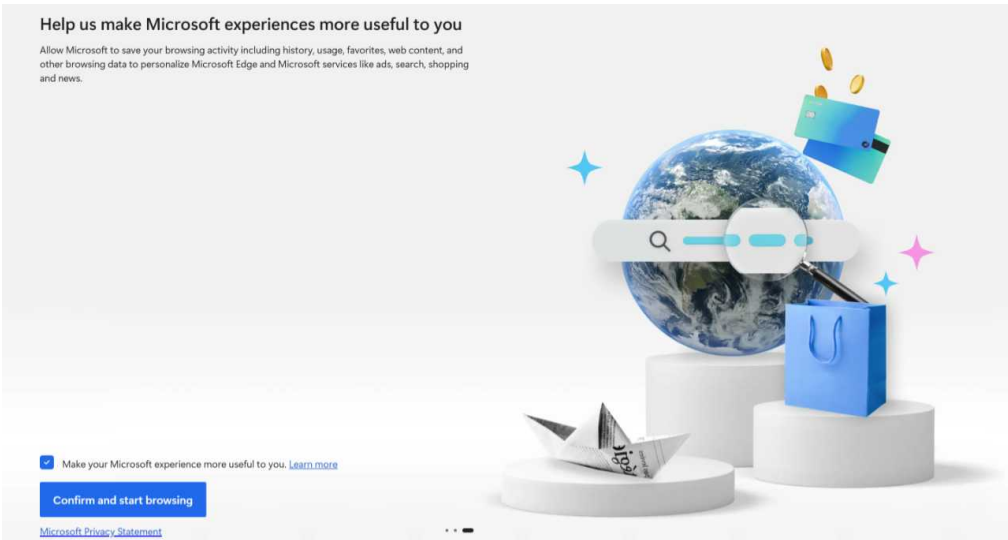 Help us make Microsoft experiences more useful to you
Allow Microsoft to save your browsing activity including history, usage, favorites, web content, and
other browsing data to personalize Microsoft Edge and Microsoft services like ads, search, shopping
and news.
Make your Microsoft experience more useful to you. Learn more
Confirm and start browsing
Microsoft Privacy Statement